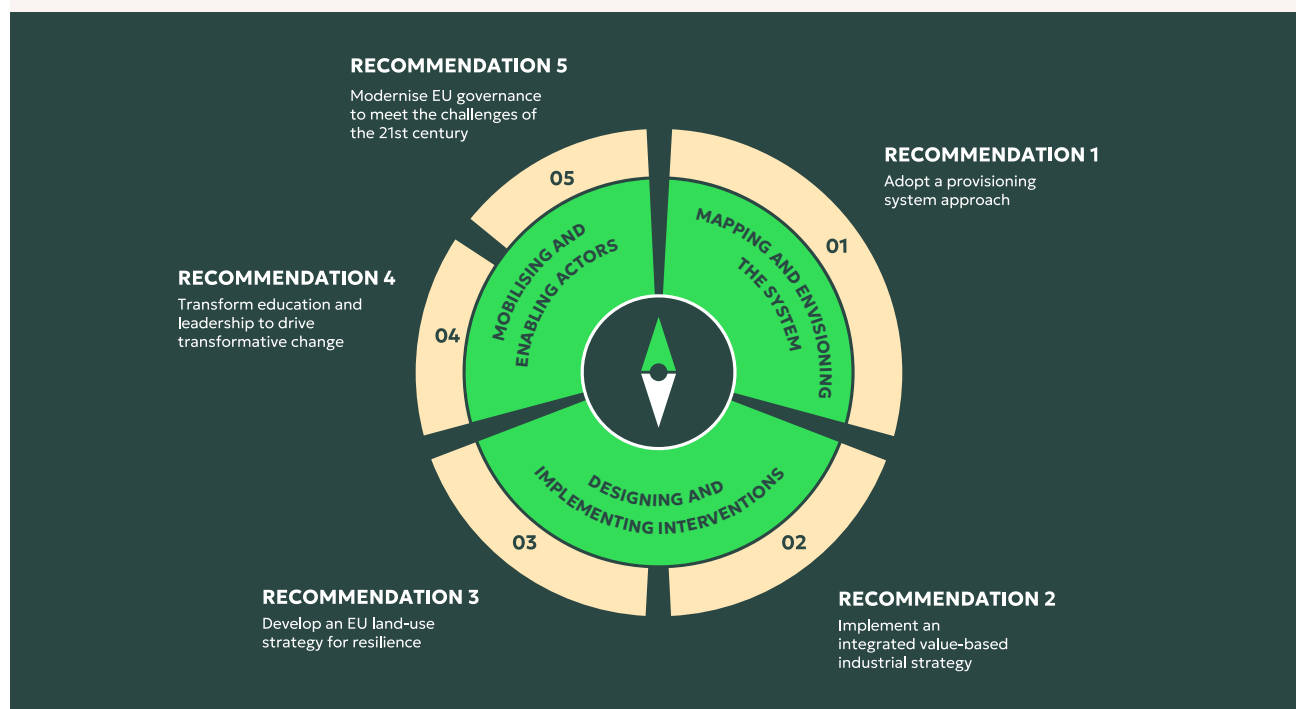 RECOMMENDATION 5
Modernise EU governance
to meet the challenges of
the 21st century
RECOMMENDATION 1
Adopt a provisioning
system approach
05
01
MAPPING AND ENVISIONING
THE SYSTEM
MOBILISING AND
ENABLING ACTORS
RECOMMENDATION 4
Transform education and
leadership to drive
transformative change
04
DESIGNING AND
IMPLEMENTING INTERVENTIONS
03
02
RECOMMENDATION 3
Develop an EU land-use
strategy for resilience
RECOMMENDATION 2
Implement an
integrated value-based
industrial strategy